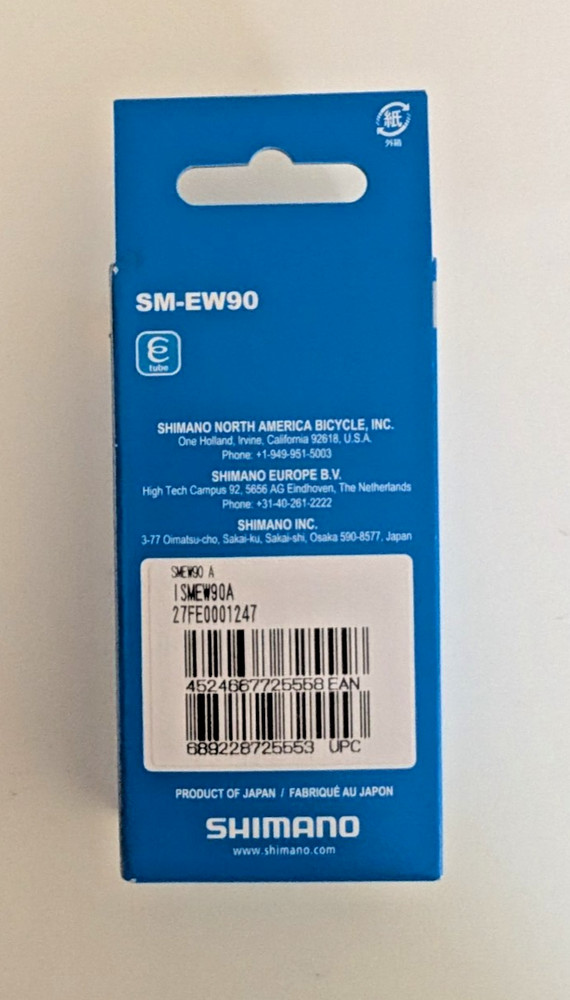 紙
外箱
SM-EW90
tube
SHIMANO NORTH AMERICA BICYCLE, INC.
One Holland, Irvine, California 92618, U.S.A.
Phone: +1-949-951-5003
SHIMANO EUROPE B.V.
High Tech Campus 92, 5656 AG Eindhoven, The Netherlands
Phone: +31-40-261-2222
SHIMANO INC.
3-77 Oimatsu-cho, Sakai-ku, Sakai-shi, Osaka 590-8577, Japan
SMEW90 A
ISMEW90A
27FE0001247
4524667725558 EAN
689228725553 UPC
PRODUCT OF JAPAN / FABRIQUÉ AU JAPON
SHIMANO
www.shimano.com